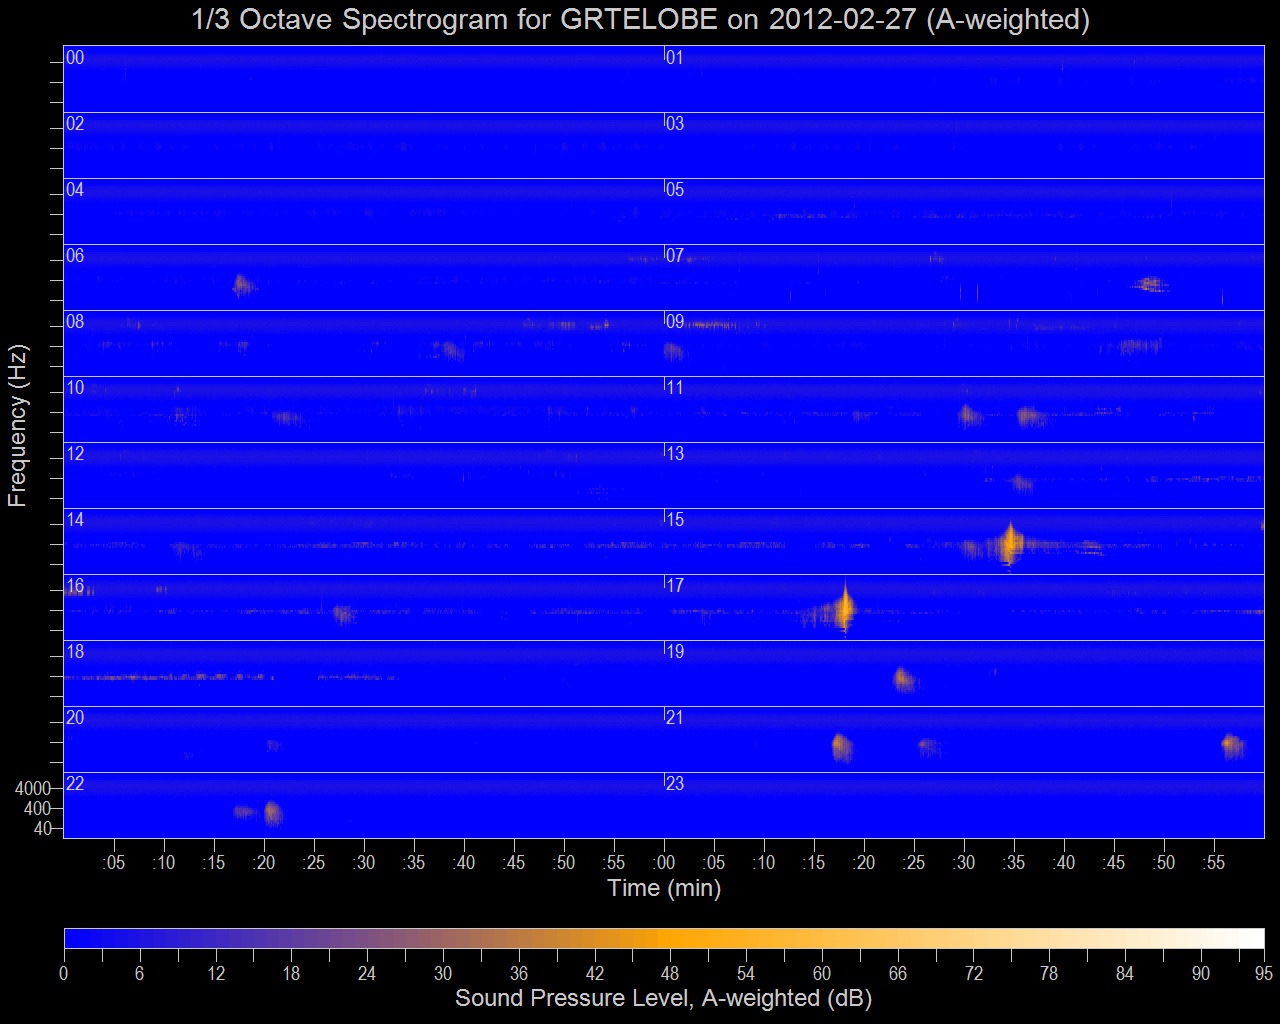 1/3 Octave Spectrogram for GRTELOBE on 2012-02-27 (A-weighted)
00 01
02 03
04 05
06 07
08 09
10 11
12 13
14 15
16 17
18 19
20 21
22 23
Frequency (Hz)
4000
400
40
:05 :10 :15 :20 :25 :30 :35 :40 :45 :50 :55 :00 :05 :10 :15 :20 :25 :30 :35 :40 :45 :50 :55
Time (min)
0 6 12 18 24 30 36 42 48 54 60 66 72 78 84 90 95
Sound Pressure Level, A-weighted (dB)